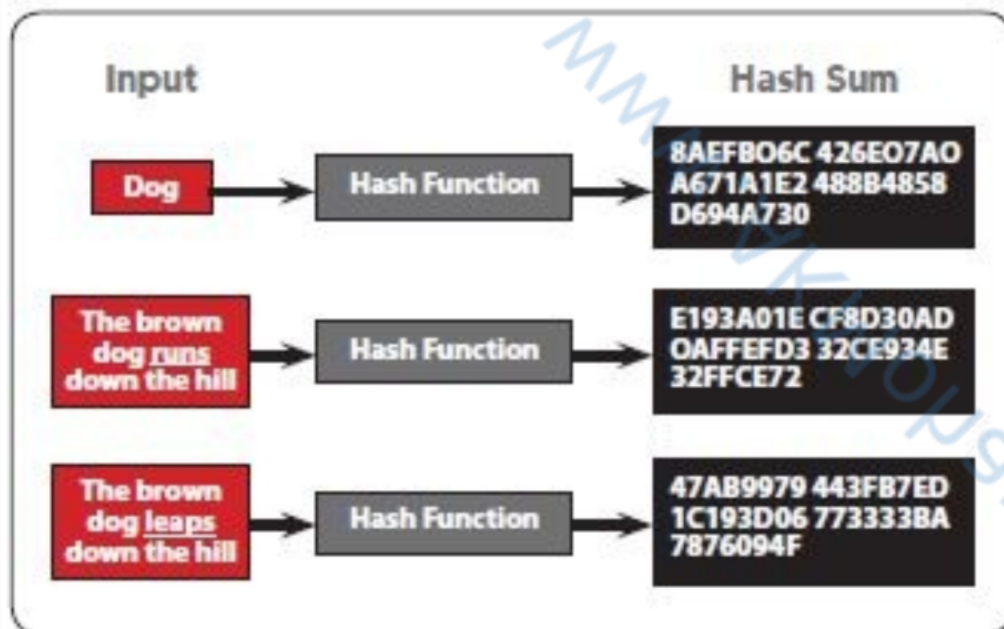 Input
Hash Sum
Dog
Hash Function
8AEFBO6C 426EO7AO
A671A1E2 488B4858
D694A730
The brown
dog runs
down the hill
Hash Function
E193A01E CF8D30AD
OAFFEFD3 32CE934E
32FFCE72
The brown
dog leaps
down the hill
Hash Function
47AB9979 443FB7ED
1C193D06 773333BA
7876094F